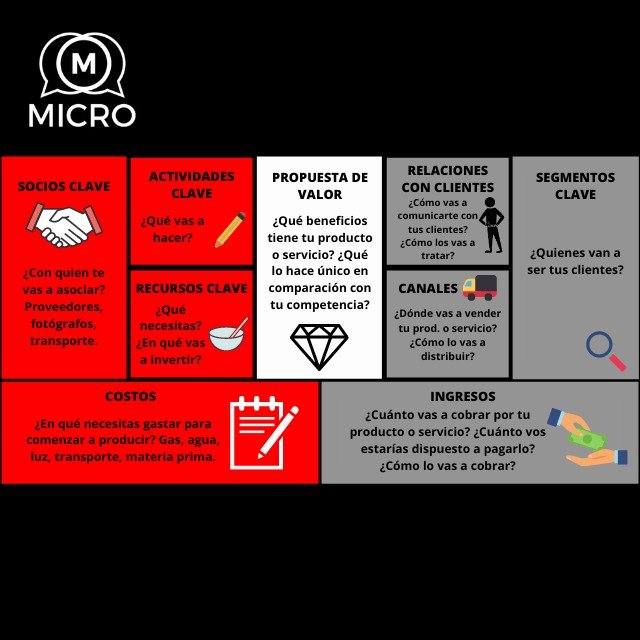 M
MICRO
SOCIOS CLAVE
¿Con quien te
vas a asociar?
Proveedores,
fotógrafos,
transporte.
ACTIVIDADES
CLAVE
¿Qué vas a
hacer?
RECURSOS CLAVE
¿Qué
necesitas?
¿En qué vas
a invertir?
PROPUESTA DE
VALOR
¿Qué beneficios
tiene tu producto
o servicio? ¿Qué
lo hace único en
comparación con
tu competencia?
RELACIONES
CON CLIENTES
¿Cómo vas a
comunicarte con
tus clientes?
¿Cómo los vas a
tratar?
CANALES
¿Dónde vas a vender
tu prod. o servicio?
¿Cómo lo vas a
distribuir?
SEGMENTOS
CLAVE
¿Quienes van a
ser tus clientes?
COSTOS
¿En qué necesitas gastar para
comenzar a producir? Gas, agua,
luz, transporte, materia prima.
INGRESOS
¿Cuánto vas a cobrar por tu
producto o servicio? ¿Cuánto vos
estarías dispuesto a pagarlo?
¿Cómo lo vas a cobrar?